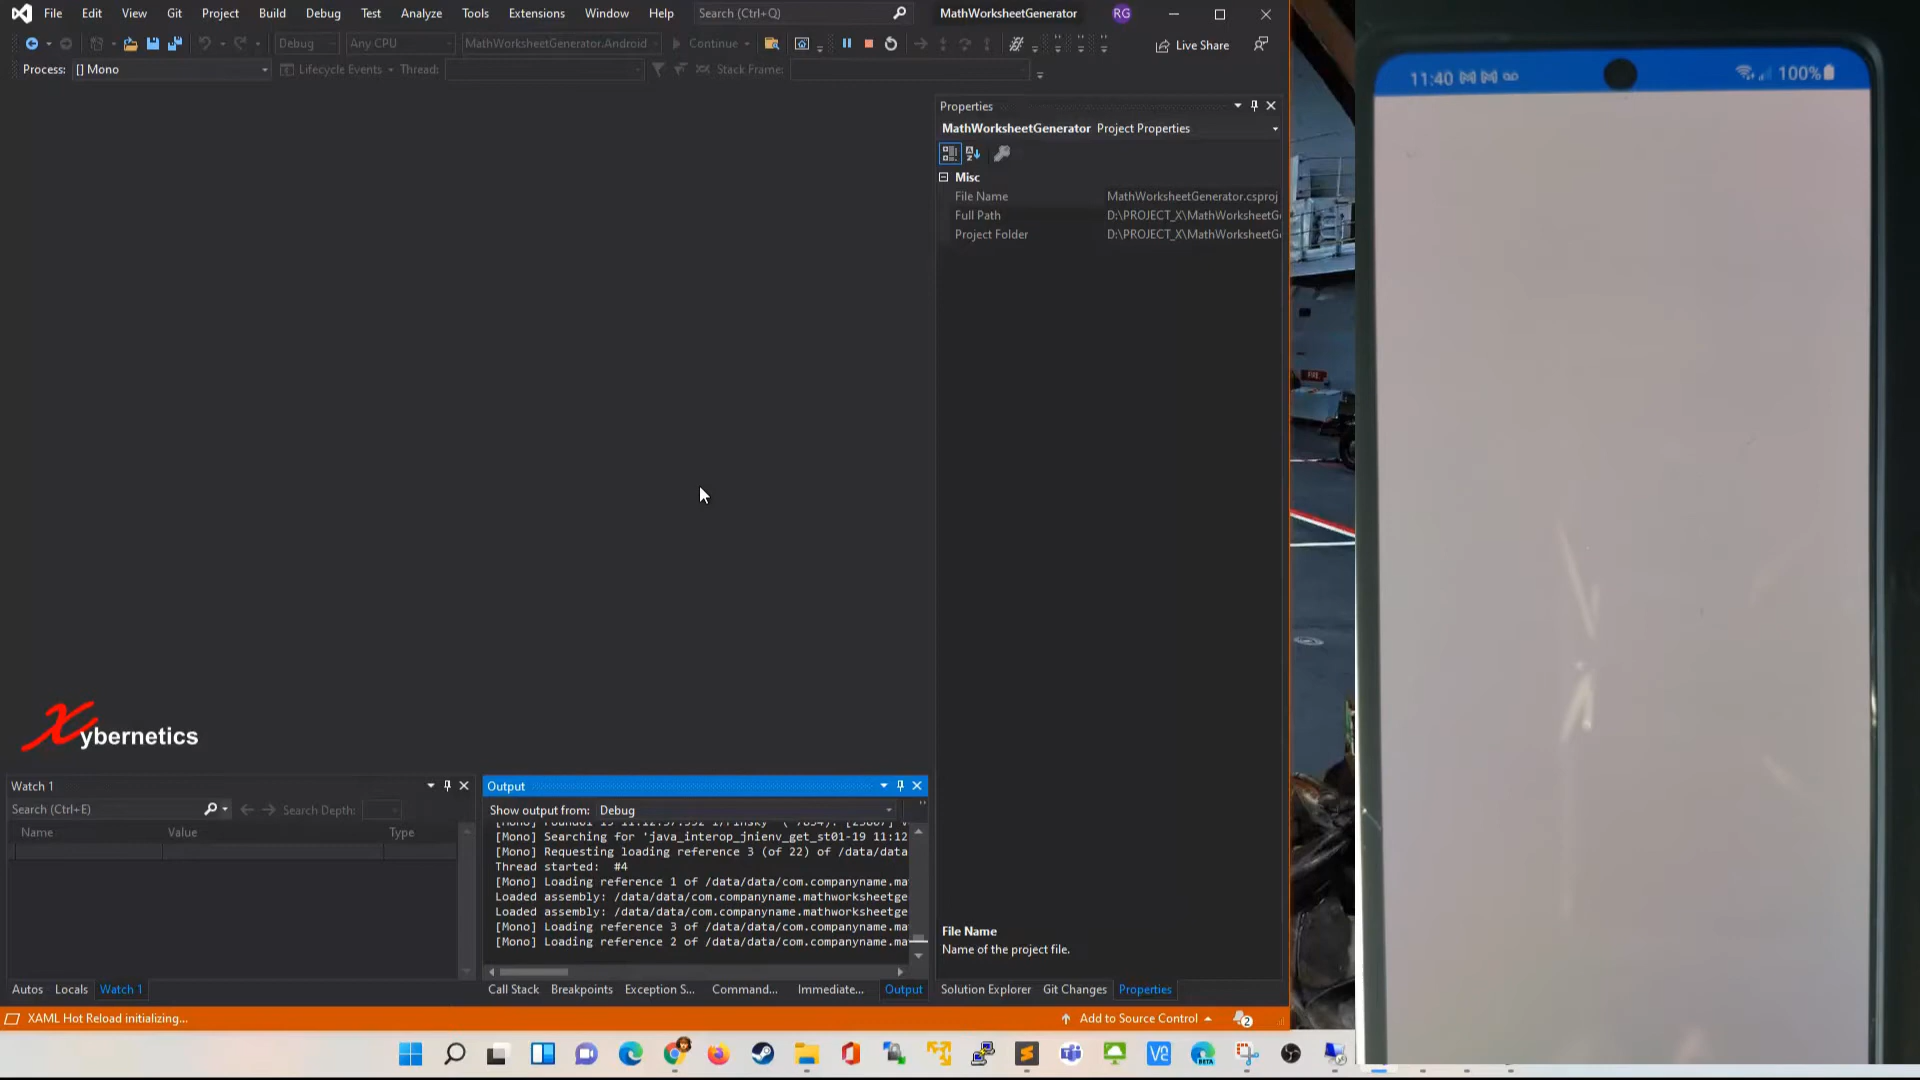 File Edit View Git Project Build Debug Test Analyze Tools Extensions Window Help Search (Ctrl+Q) MathWorksheetGenerator RG
Debug Any CPU MathWorksheetGenerator.Android Continue Live Share
Process: [] Mono Lifecycle Events Thread: Stack Frame:
Properties
MathWorksheetGenerator Project Properties
Misc
File Name MathWorksheetGenerator.csproj
Full Path D:\PROJECT_X\MathWorksheetG
Project Folder D:\PROJECT_X\MathWorksheetG
Xybernetics
Watch 1
Search (Ctrl+E) Search Depth:
Name Value Type
Output
Show output from: Debug
[Mono] Searching for 'java_interop_jnienv_get_st01-19 11:12
[Mono] Requesting loading reference 3 (of 22) of /data/data
Thread started: #4
[Mono] Loading reference 1 of /data/data/com.companyname.ma
Loaded assembly: /data/data/com.companyname.mathworksheetge
Loaded assembly: /data/data/com.companyname.mathworksheetge
[Mono] Loading reference 3 of /data/data/com.companyname.ma
[Mono] Loading reference 2 of /data/data/com.companyname.ma
File Name
Name of the project file.
Autos Locals Watch 1
Call Stack Breakpoints Exception S... Command... Immediate... Output
Solution Explorer Git Changes Properties
XAML Hot Reload initializing...
Add to Source Control 2
11:40 100%